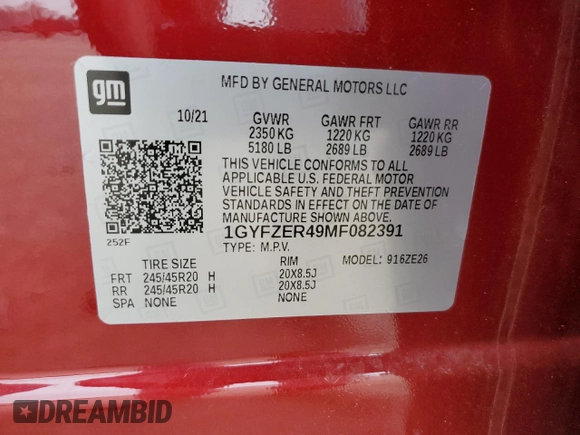 gm
MFD BY GENERAL MOTORS LLC
10/21 GVWR GAWR FRT GAWR RR
2350 KG 1220 KG 1220 KG
5180 LB 2689 LB 2689 LB
THIS VEHICLE CONFORMS TO ALL
APPLICABLE U.S. FEDERAL MOTOR
VEHICLE SAFETY AND THEFT PREVENTION
STANDARDS IN EFFECT ON THE DATE OF
MANUFACTURE SHOWN ABOVE.
252F
1GYFZER49MF082391
TYPE: M.P.V.
TIRE SIZE RIM MODEL: 916ZE26
FRT 245/45R20 H 20X8.5J
RR 245/45R20 H 20X8.5J
SPA NONE NONE
DREAMBID